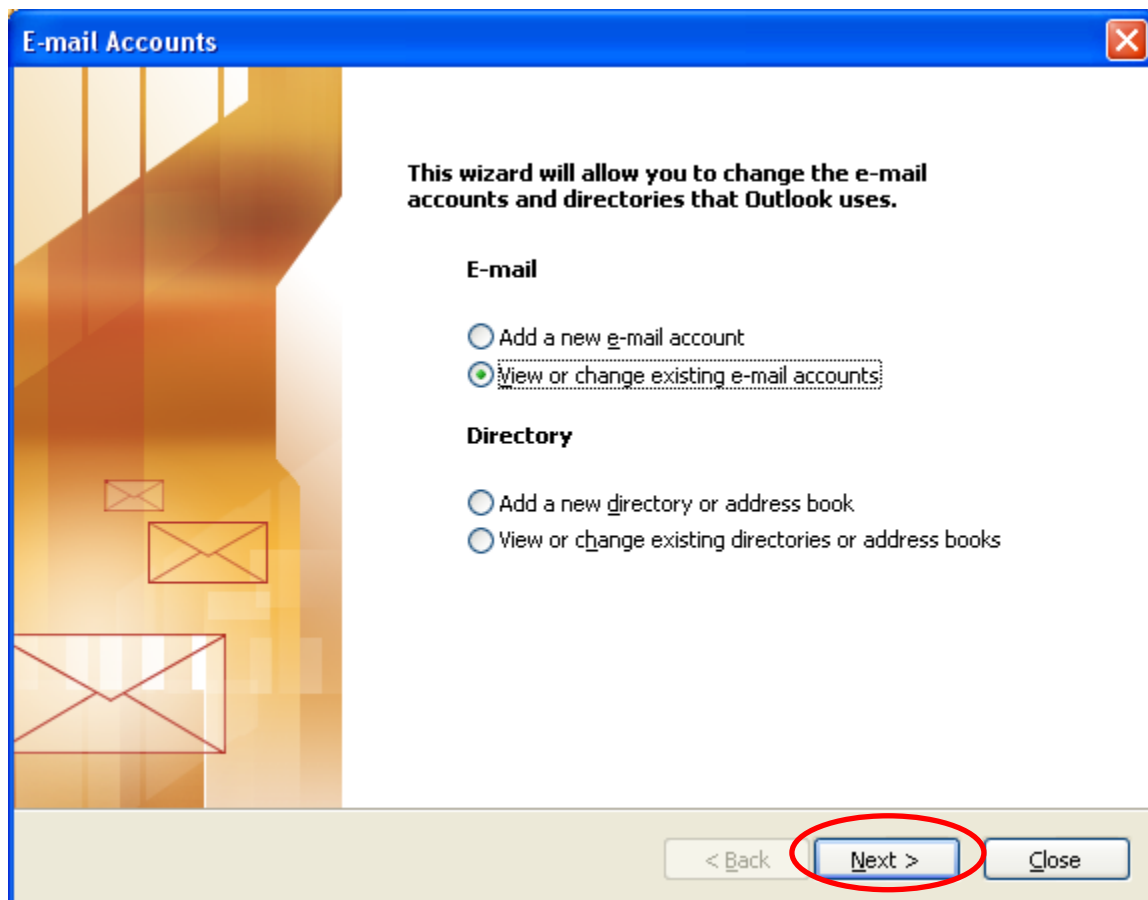 E-mail Accounts
This wizard will allow you to change the e-mail
accounts and directories that Outlook uses.
E-mail
Add a new e-mail account
View or change existing e-mail accounts
Directory
Add a new directory or address book
View or change existing directories or address books
< Back Next > Close